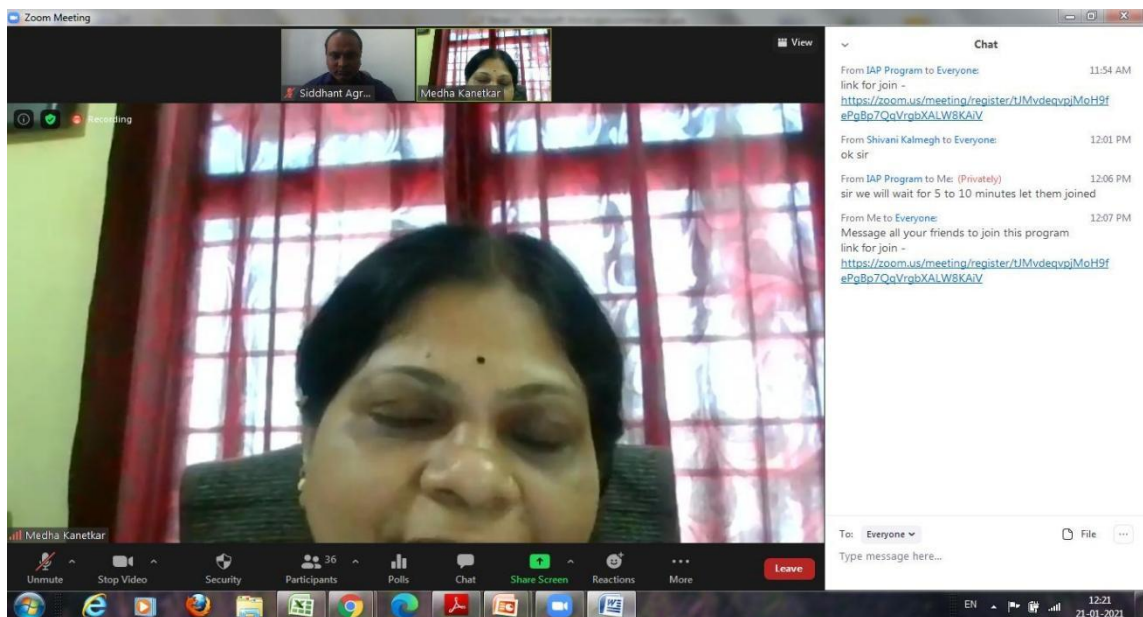 Zoom Meeting
View
Siddhant Agr...
Medha Kanetkar
Recording
Medha Kanetkar
Unmute
Stop Video
Security
36
Participants
Polls
Chat
Share Screen
Reactions
More
Leave
Chat
From IAP Program to Everyone: 11:54 AM
link for join -
https://zoom.us/meeting/register/tJMvdeqvpjMoH9f
ePgBp7QqVrgbXALW8KAiV
From Shivani Kalmegh to Everyone: 12:01 PM
ok sir
From IAP Program to Me: (Privately) 12:06 PM
sir we will wait for 5 to 10 minutes let them joined
From Me to Everyone: 12:07 PM
Message all your friends to join this program
link for join -
https://zoom.us/meeting/register/tJMvdeqvpjMoH9f
ePgBp7QqVrgbXALW8KAiV
To: Everyone
File
Type message here...
EN
12:21
21-01-2021